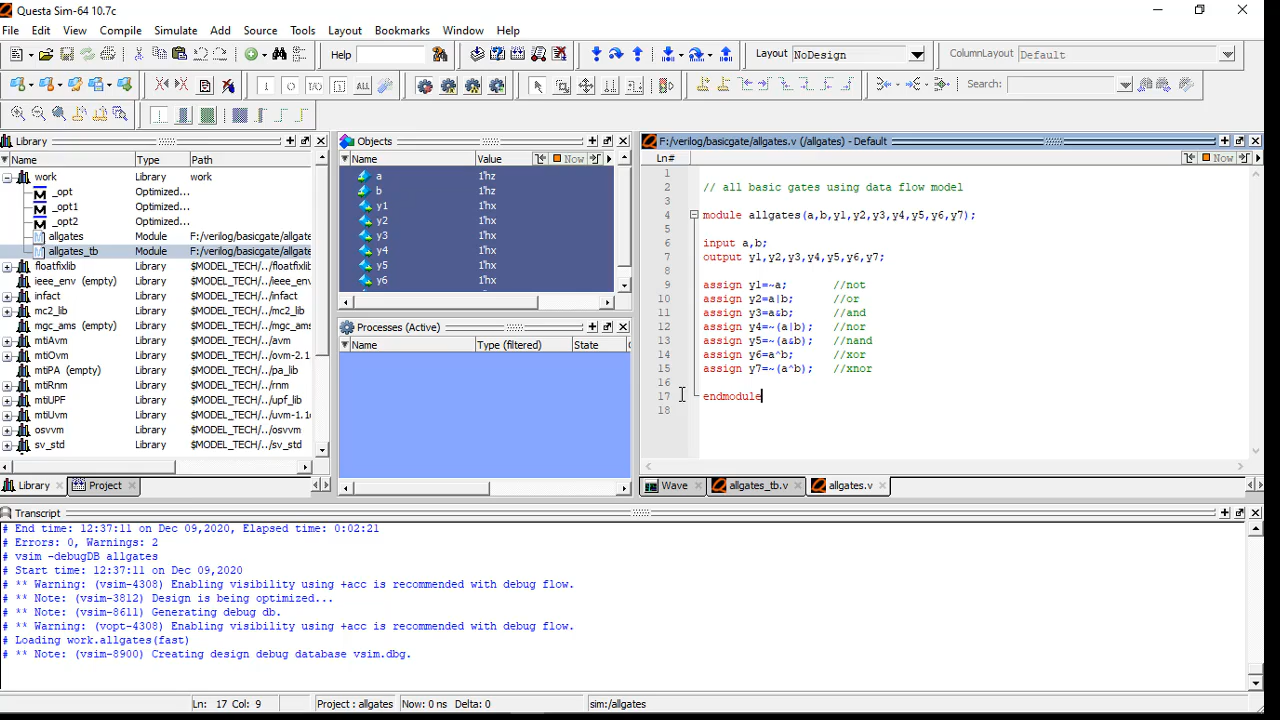 Questa Sim-64 10.7c
File Edit View Compile Simulate Add Source Tools Layout Bookmarks Window Help
Help
Layout NoDesign
ColumnLayout Default
ALL
Search:
Library
Name Type Path
work Library work
_opt Optimized...
_opt1 Optimized...
_opt2 Optimized...
allgates Module F:/verilog/basicgate/allgate
allgates_tb Module F:/verilog/basicgate/allgate
floatfixlib Library $MODEL_TECH/../floatfixlib
ieee_env (empty) Library $MODEL_TECH/../ieee_env
infact Library $MODEL_TECH/../infact
mc2_lib Library $MODEL_TECH/../mc2_lib
mgc_ams (empty) Library $MODEL_TECH/../mgc_ams
mtiAvm Library $MODEL_TECH/../avm
mtiOvm Library $MODEL_TECH/../ovm-2.1
mtiPA (empty) Library $MODEL_TECH/../pa_lib
mtiRnm Library $MODEL_TECH/../rnm
mtiUPF Library $MODEL_TECH/../upf_lib
mtiUvm Library $MODEL_TECH/../uvm-1.1
osvvm Library $MODEL_TECH/../osvvm
sv_std Library $MODEL_TECH/../sv_std
Library Project
Objects
Name Value Now
a 1'hz
b 1'hz
y1 1'hx
y2 1'hx
y3 1'hx
y4 1'hx
y5 1'hx
y6 1'hx
Processes (Active)
Name Type (filtered) State
F:/verilog/basicgate/allgates.v (/allgates) - Default
Ln# Now
1
2 // all basic gates using data flow model
3
4 module allgates(a,b,y1,y2,y3,y4,y5,y6,y7);
5
6 input a,b;
7 output y1,y2,y3,y4,y5,y6,y7;
8
9 assign y1=~a; //not
10 assign y2=a|b; //or
11 assign y3=a&b; //and
12 assign y4=~(a|b); //nor
13 assign y5=~(a&b); //nand
14 assign y6=a^b; //xor
15 assign y7=~(a^b); //xnor
16
17 endmodule
18
Wave allgates_tb.v allgates.v
Transcript
# End time: 12:37:11 on Dec 09,2020, Elapsed time: 0:02:21
# Errors: 0, Warnings: 2
# vsim -debugDB allgates
# Start time: 12:37:11 on Dec 09,2020
# ** Warning: (vsim-4308) Enabling visibility using +acc is recommended with debug flow.
# ** Note: (vsim-3812) Design is being optimized...
# ** Note: (vsim-8611) Generating debug db.
# ** Warning: (vopt-4308) Enabling visibility using +acc is recommended with debug flow.
# Loading work.allgates(fast)
# ** Note: (vsim-8900) Creating design debug database vsim.dbg.
Ln: 17 Col: 9 Project : allgates Now: 0 ns Delta: 0 sim:/allgates